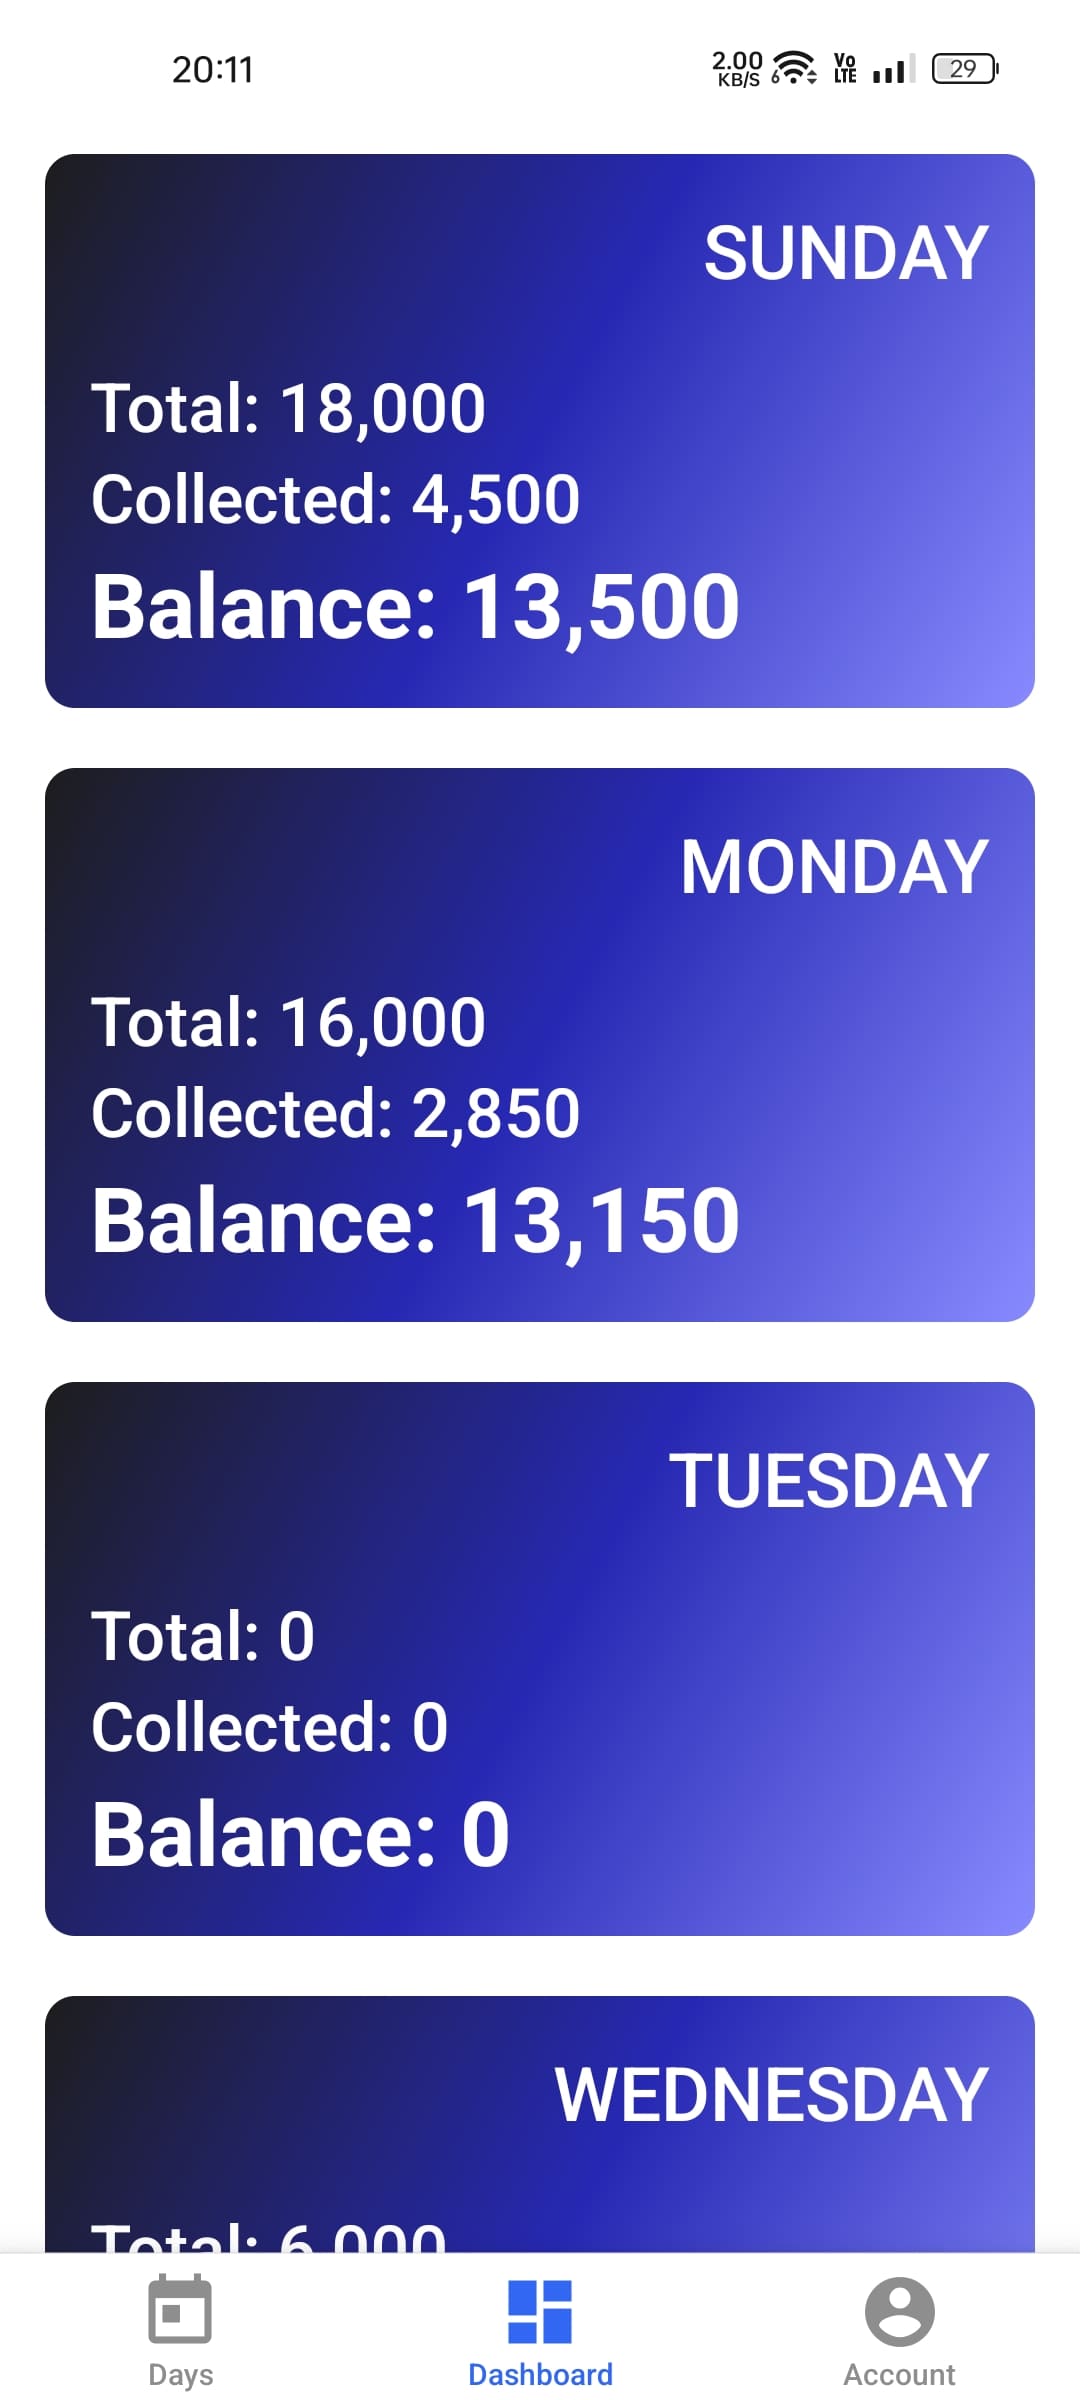 20:11
2.00 KB/S 6 Vo LTE 29
SUNDAY
Total: 18,000
Collected: 4,500
Balance: 13,500
MONDAY
Total: 16,000
Collected: 2,850
Balance: 13,150
TUESDAY
Total: 0
Collected: 0
Balance: 0
WEDNESDAY
Total: 6,000
Days
Dashboard
Account